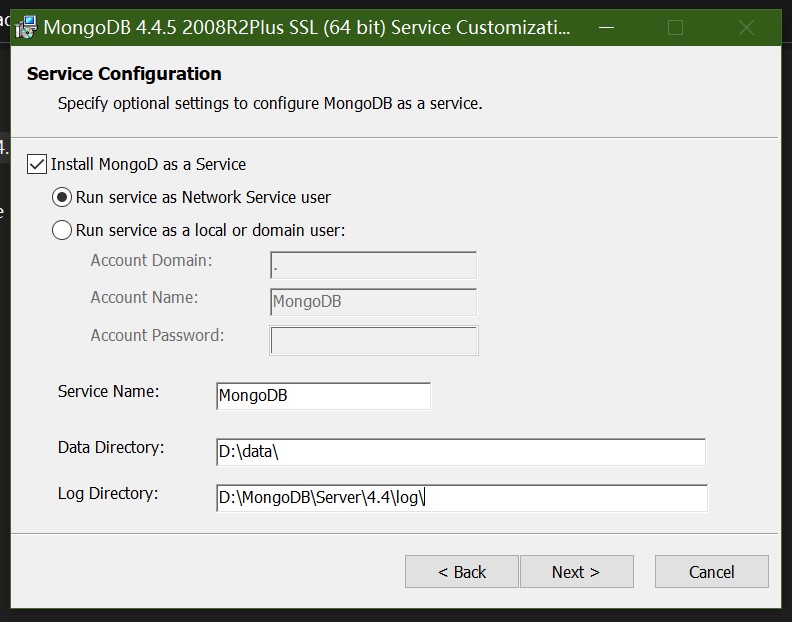 MongoDB 4.4.5 2008R2Plus SSL (64 bit) Service Customizati...
Service Configuration
Specify optional settings to configure MongoDB as a service.
Install MongoD as a Service
Run service as Network Service user
Run service as a local or domain user:
Account Domain: .
Account Name: MongoDB
Account Password:
Service Name: MongoDB
Data Directory: D:\data\
Log Directory: D:\MongoDB\Server\4.4\log\
< Back Next > Cancel